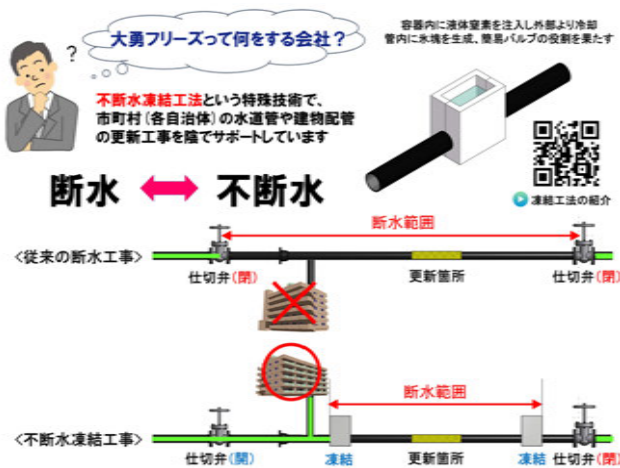 大勇フリーズって何をする会社？
?
容器内に液体窒素を注入し外部より冷却
管内に氷塊を生成、簡易バルブの役割を果たす
不断水凍結工法という特殊技術で、
市町村(各自治体)の水道管や建物配管
の更新工事を陰でサポートしています
凍結工法の紹介
断水 不断水
断水範囲
<従来の断水工事>
仕切弁(閉) 更新箇所 仕切弁(閉)
断水範囲
<不断水凍結工事>
仕切弁(開) 凍結 更新箇所 凍結 仕切弁(閉)